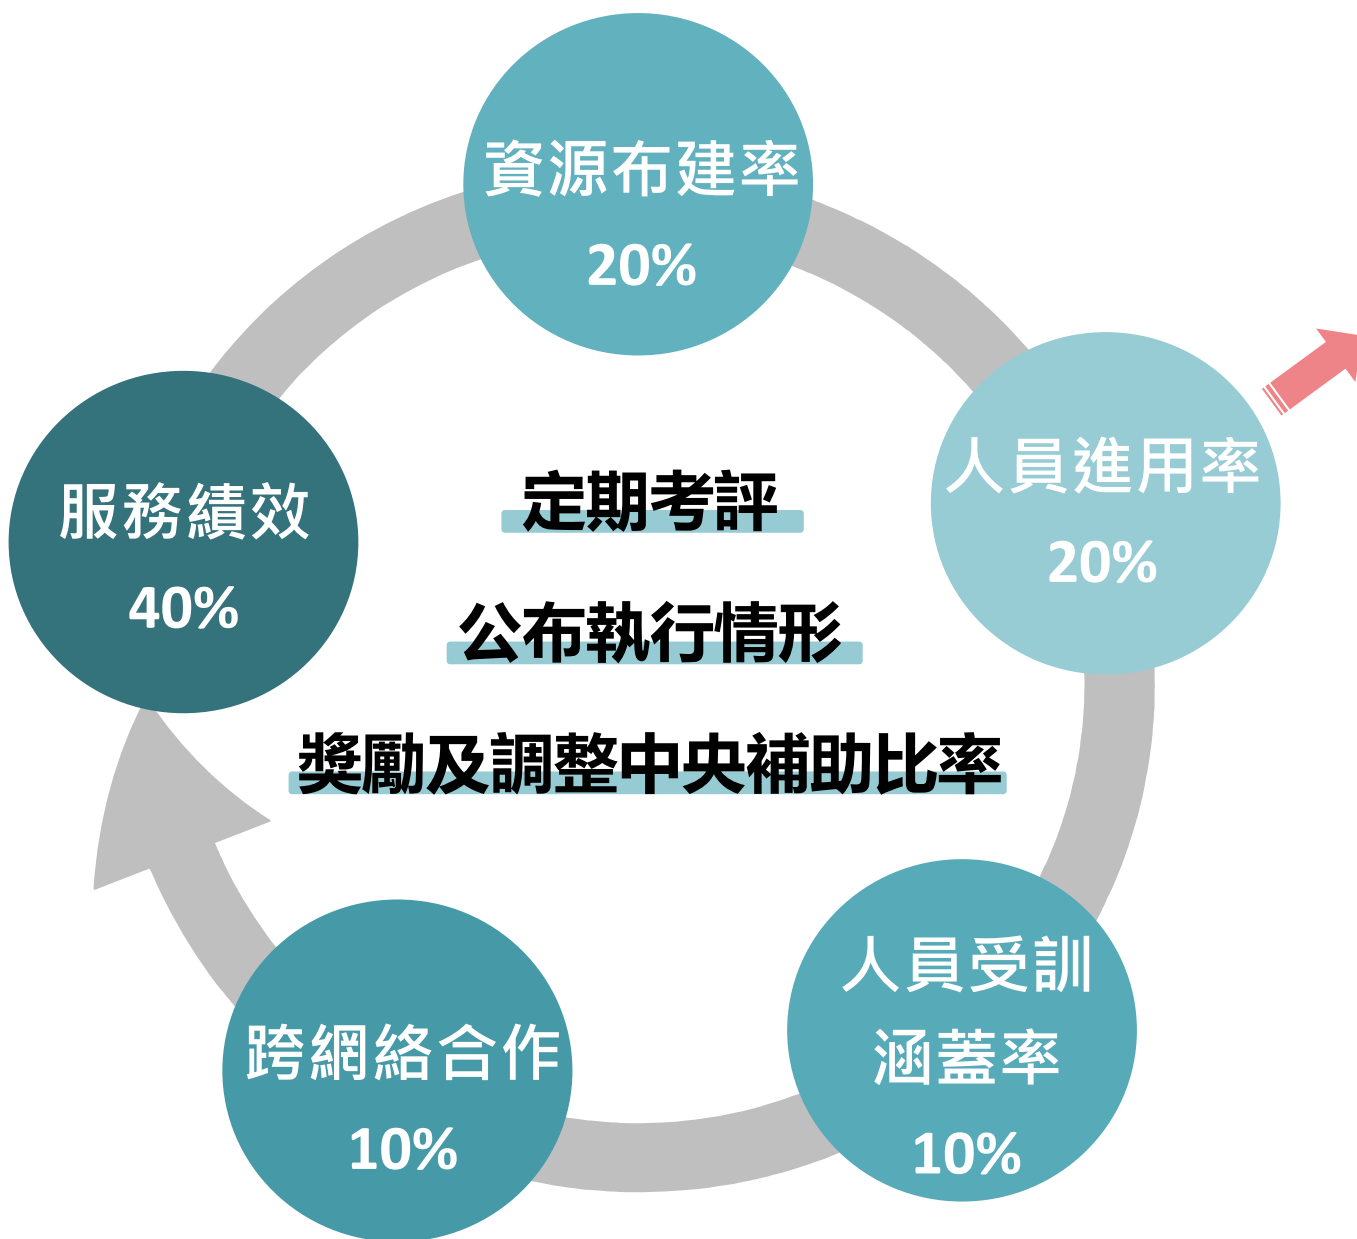 資源布建率
20%
人員進用率
20%
人員受訓
涵蓋率
10%
跨網絡合作
10%
服務績效
40%
定期考評
公布執行情形
獎勵及調整中央補助比率